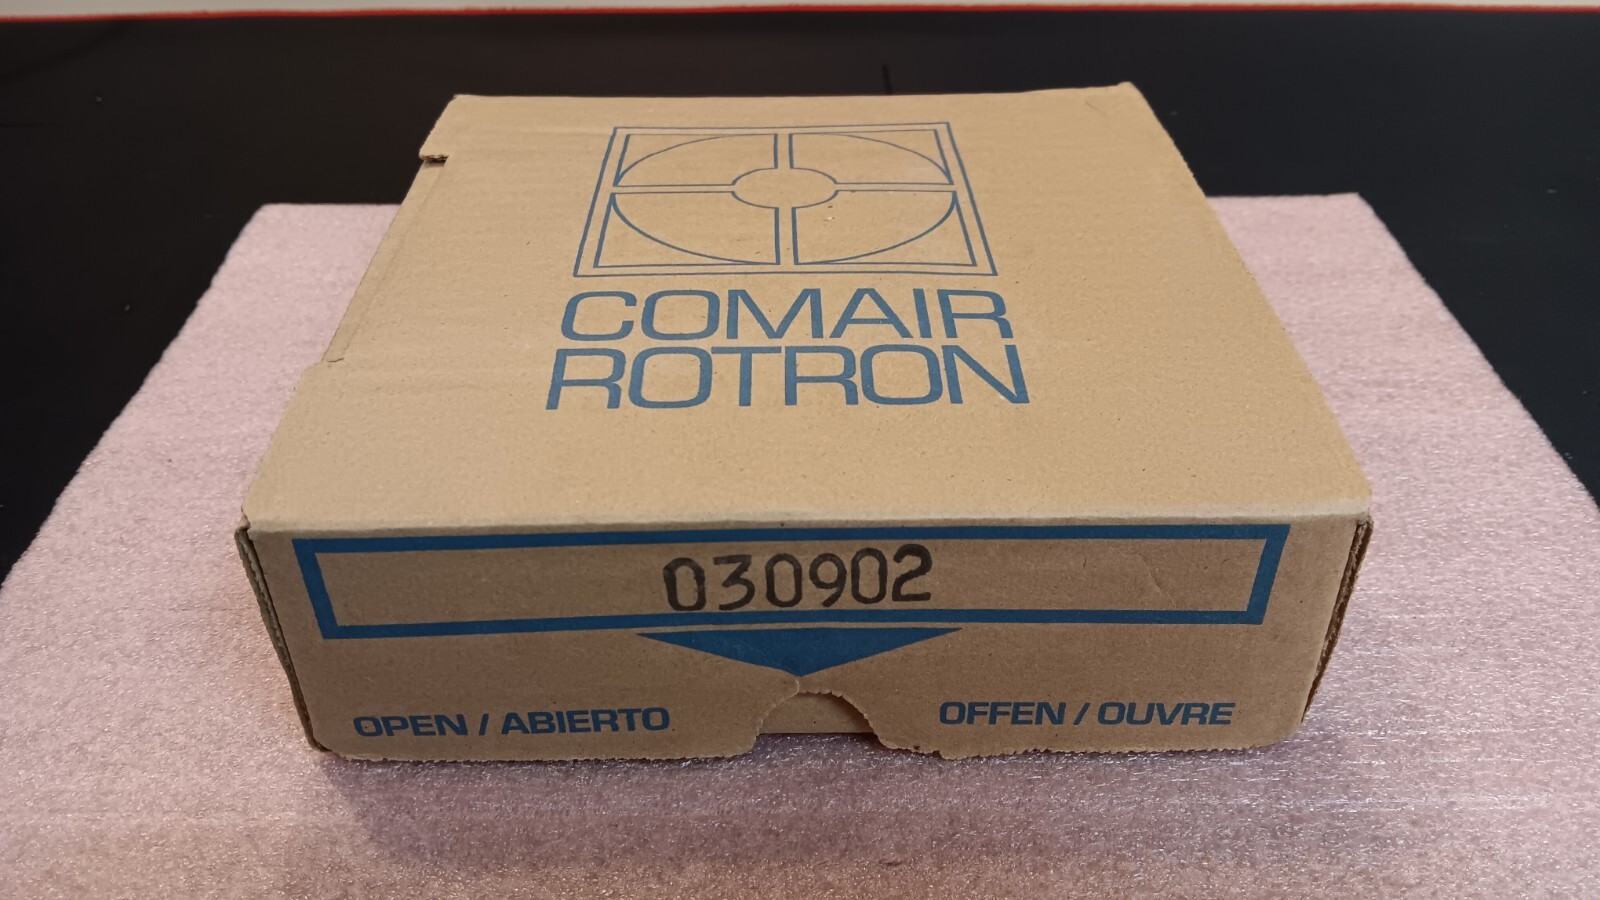 COMAIR
ROTRON
030902
OPEN / ABIERTO
OFFEN / OUVRE